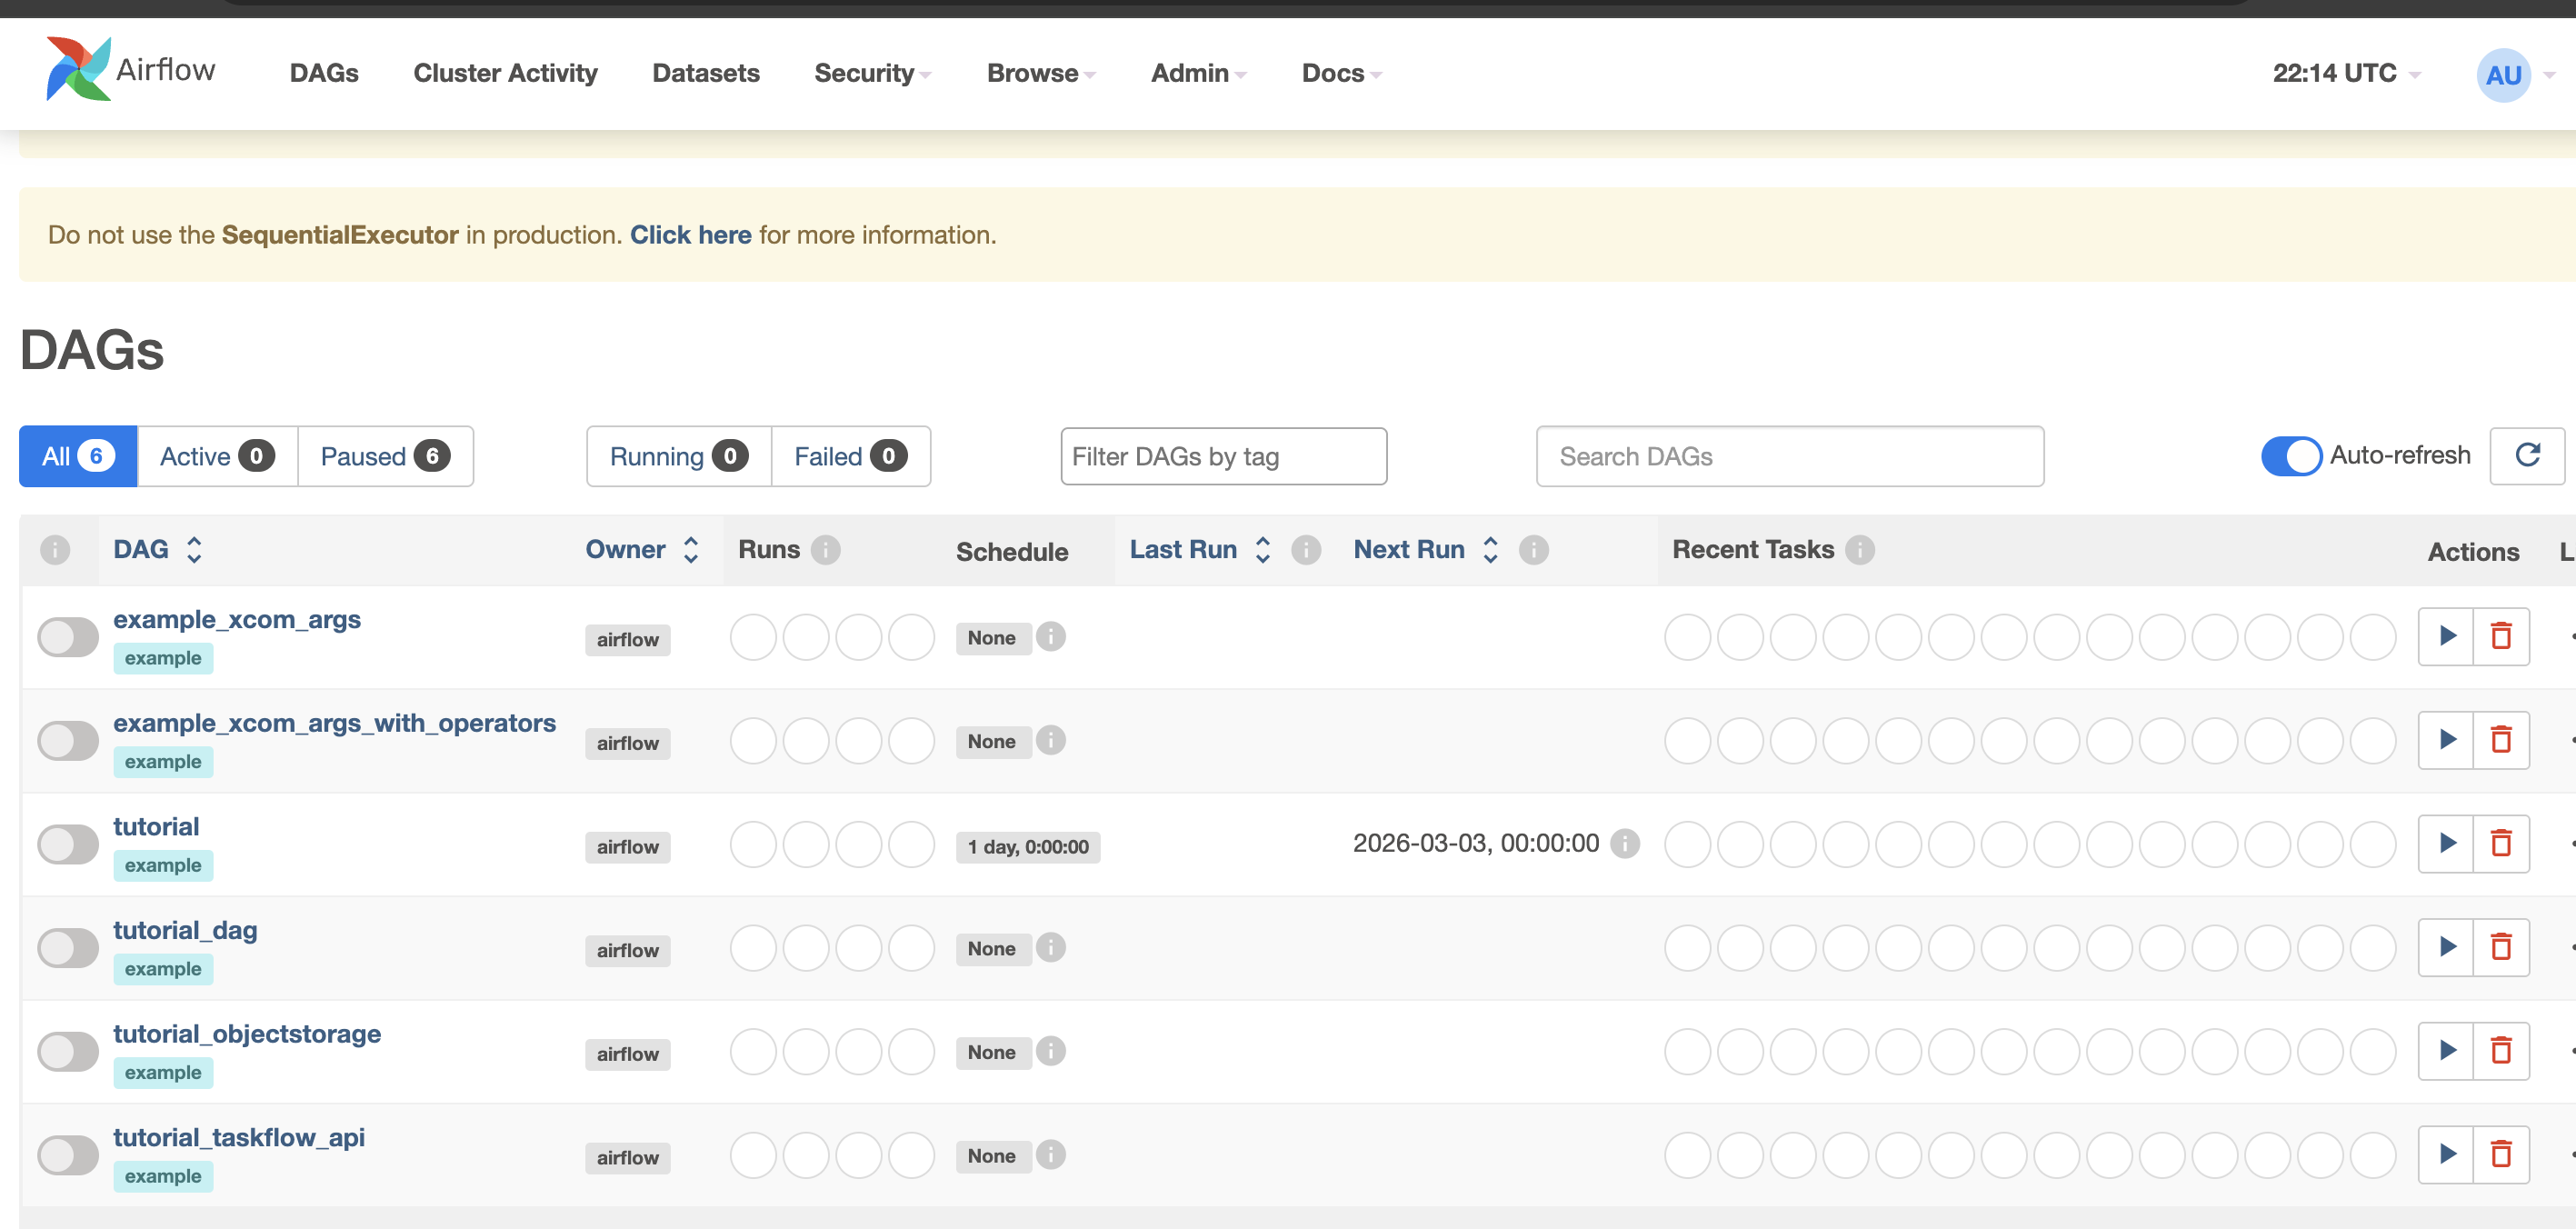 Airflow DAGs Cluster Activity Datasets Security Browse Admin Docs 22:14 UTC AU
Do not use the SequentialExecutor in production. Click here for more information.
DAGs
All 6 Active 0 Paused 6 Running 0 Failed 0 Filter DAGs by tag Search DAGs Auto-refresh
DAG Owner Runs Schedule Last Run Next Run Recent Tasks Actions L
example_xcom_args
airflow None
example
example_xcom_args_with_operators
airflow None
example
tutorial
airflow 1 day, 0:00:00 2026-03-03, 00:00:00
example
tutorial_dag
airflow None
example
tutorial_objectstorage
airflow None
example
tutorial_taskflow_api
airflow None
example